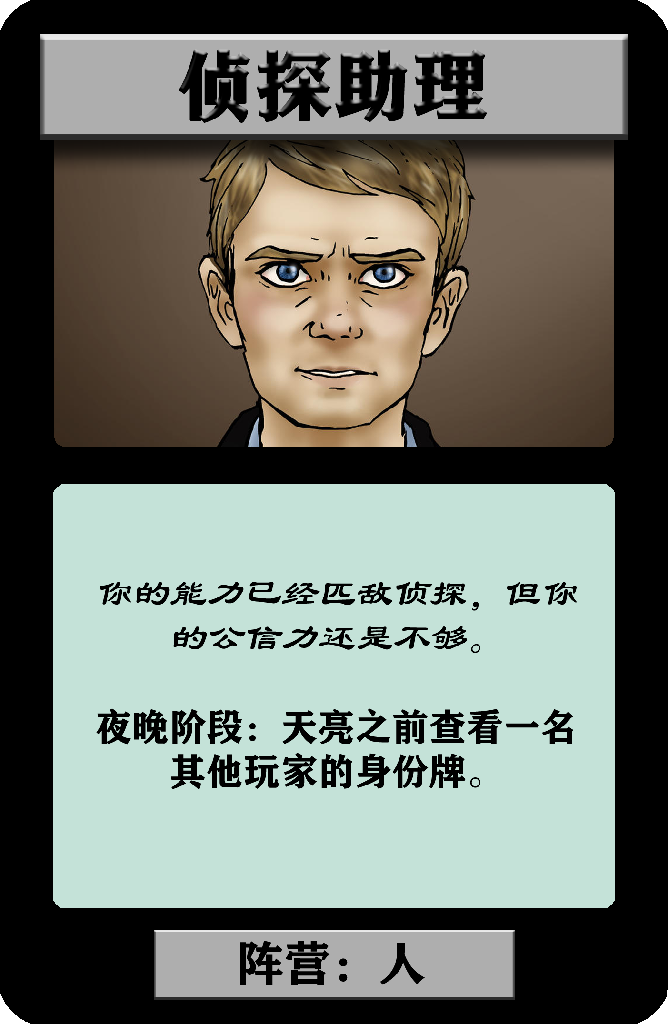 侦探助理
你的能力已经匹敌侦探，但你
的公信力还是不够。
夜晚阶段：天亮之前查看一名
其他玩家的身份牌。
阵营：人